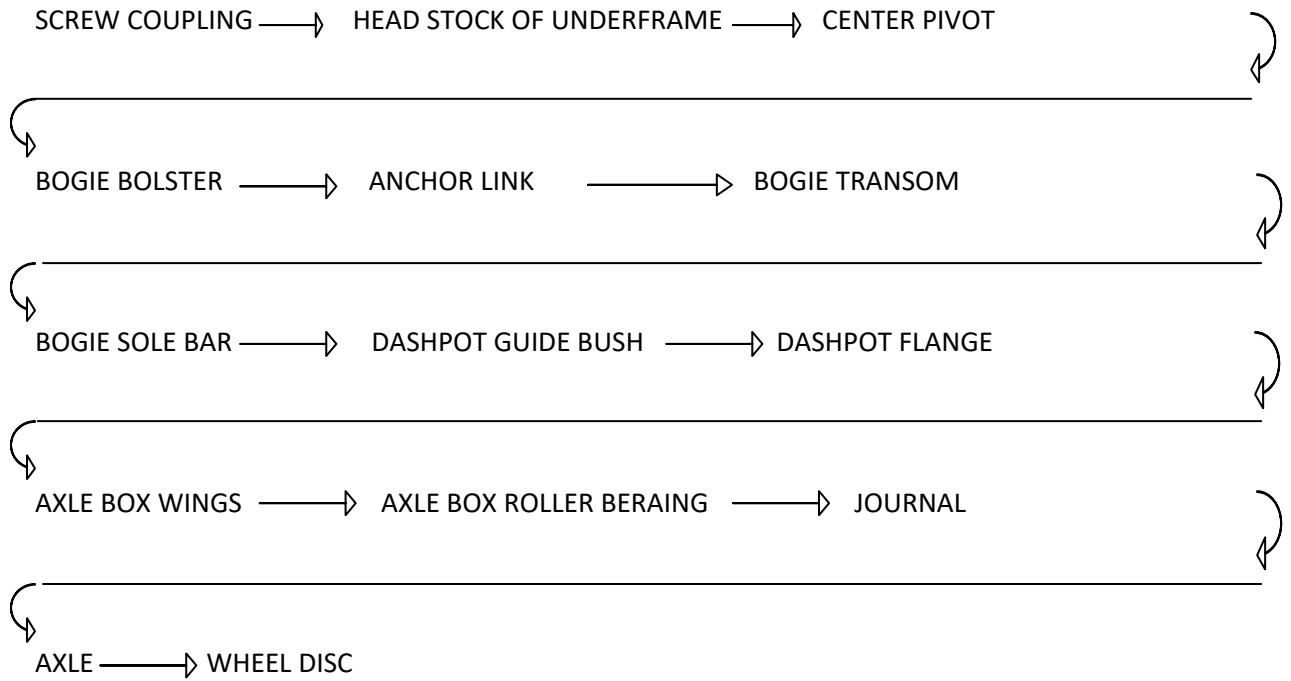 SCREW COUPLING HEAD STOCK OF UNDERFRAME CENTER PIVOT
BOGIE BOLSTER ANCHOR LINK BOGIE TRANSOM
BOGIE SOLE BAR DASHPOT GUIDE BUSH DASHPOT FLANGE
AXLE BOX WINGS AXLE BOX ROLLER BERAING JOURNAL
AXLE WHEEL DISC